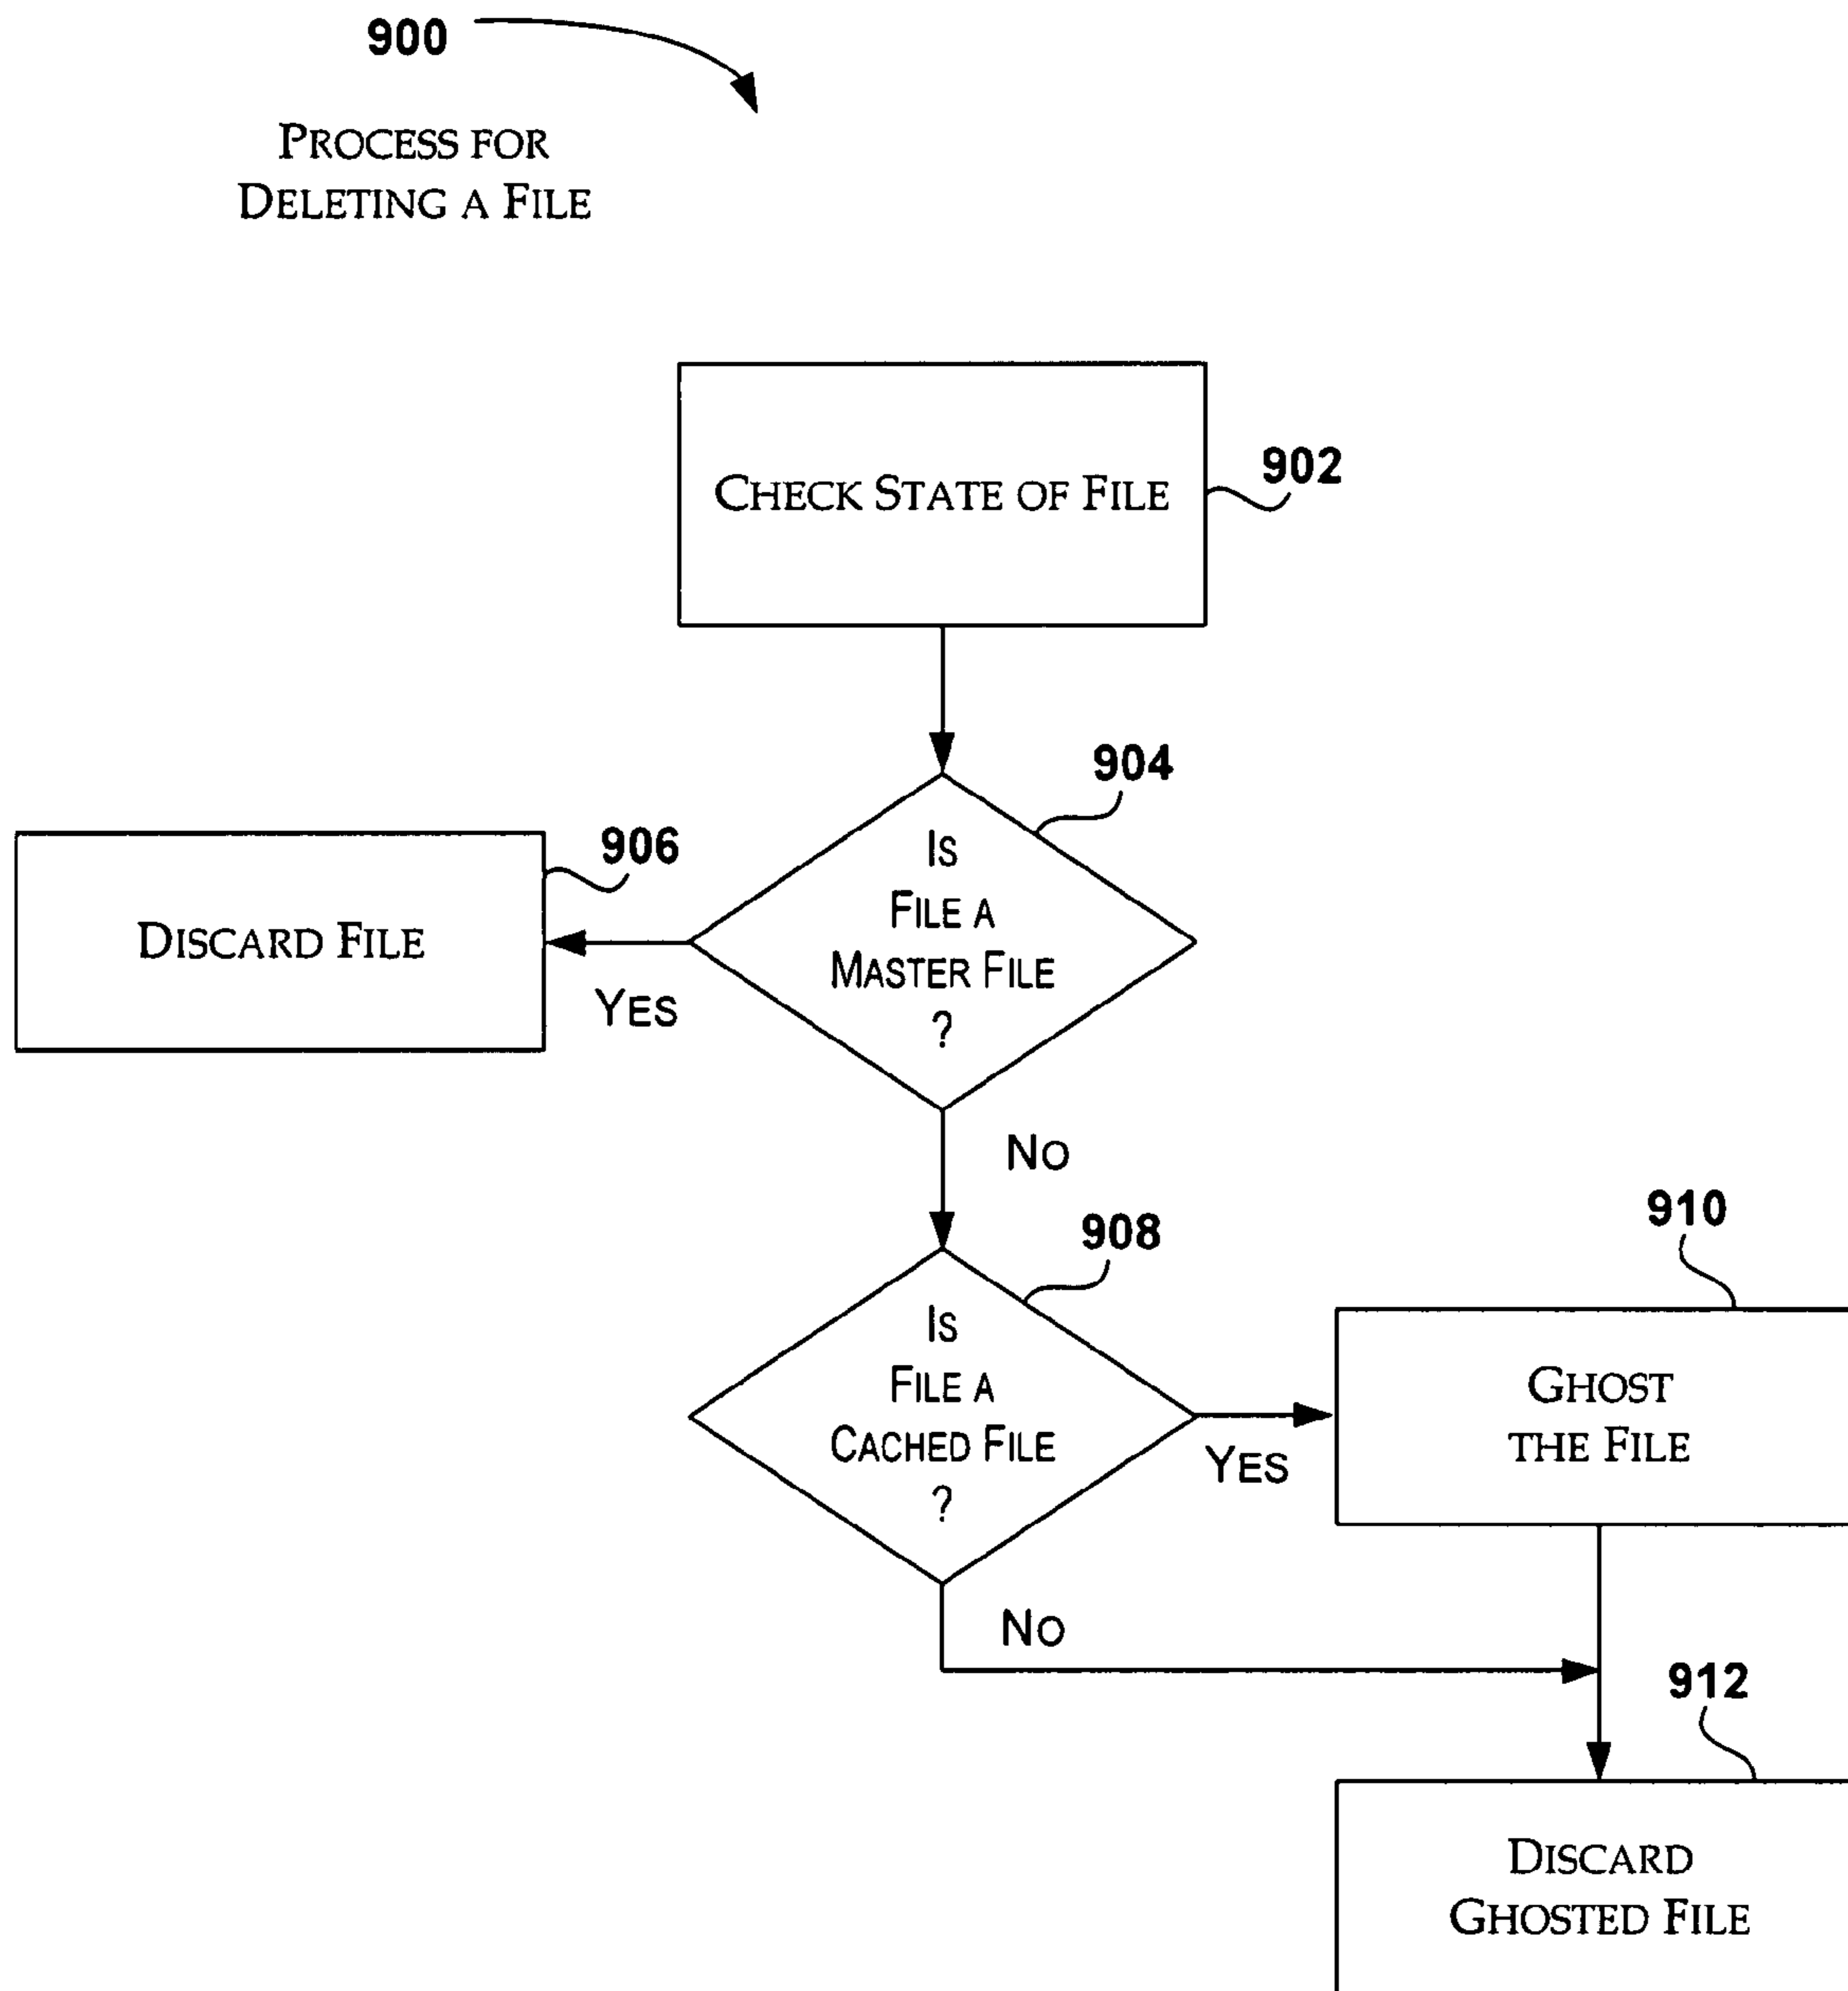 900
PROCESS FOR
DELETING A FILE
CHECK STATE OF FILE
902
904
IS
FILE A
MASTER FILE
?
906
DISCARD FILE
YES
NO
908
IS
FILE A
CACHED FILE
?
YES
910
GHOST
THE FILE
NO
912
DISCARD
GHOSTED FILE